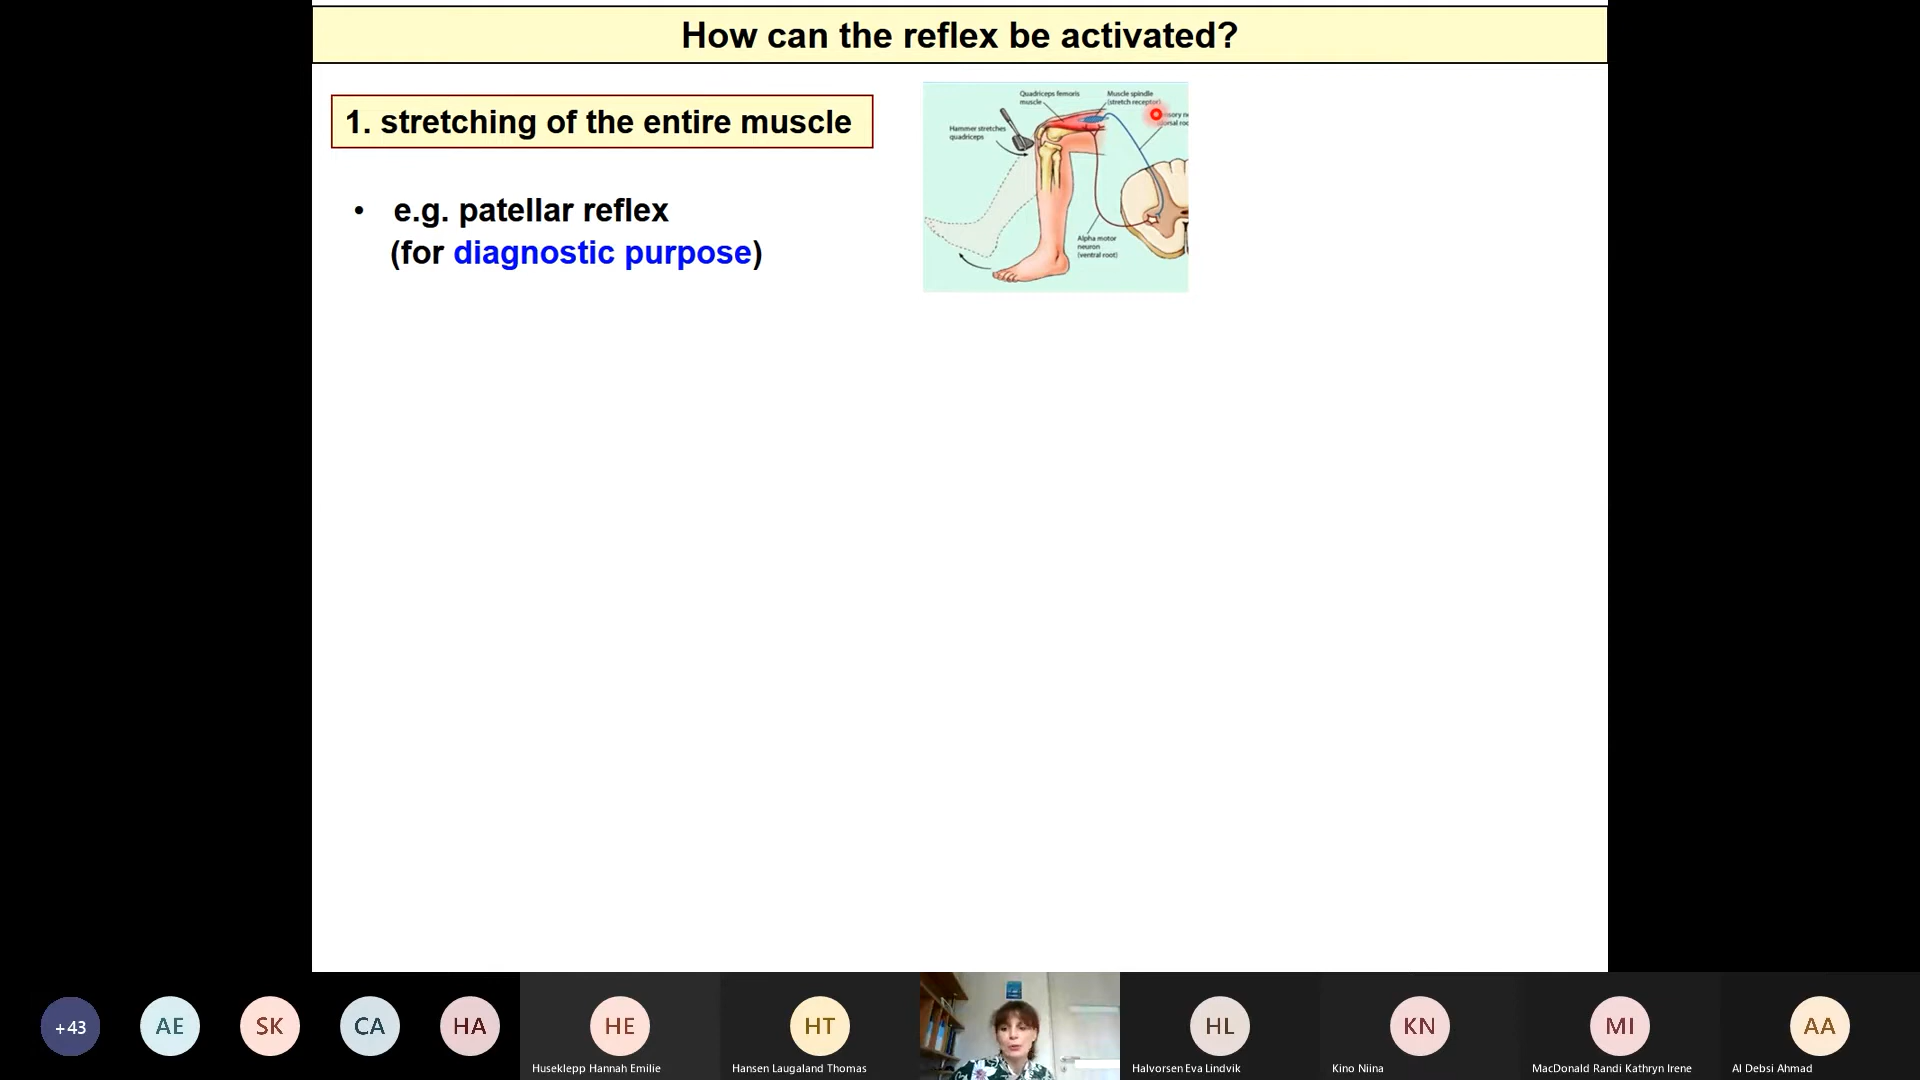 How can the reflex be activated?
1. stretching of the entire muscle
• e.g. patellar reflex
(for diagnostic purpose)
Quadriceps femoris
muscle
Muscle spindle
(stretch receptor)
Hammer stretches
quadriceps
Alpha motor
neuron
(ventral root)
+43
AE
SK
CA
HA
HE
HT
HL
KN
MI
AA
Huseklepp Hannah Emilie
Hansen Laugaland Thomas
Halvorsen Eva Lindvik
Kino Niina
MacDonald Randi Kathryn Irene
Al Debsi Ahmad